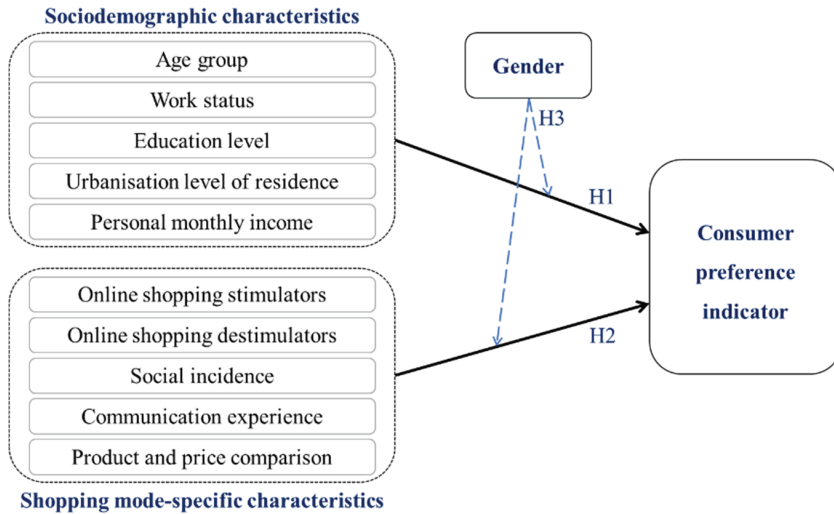 Sociodemographic characteristics
Age group
Work status
Education level
Urbanisation level of residence
Personal monthly income
Gender
H3
H1
Consumer
preference
indicator
H2
Online shopping stimulators
Online shopping destimulators
Social incidence
Communication experience
Product and price comparison
Shopping mode-specific characteristics